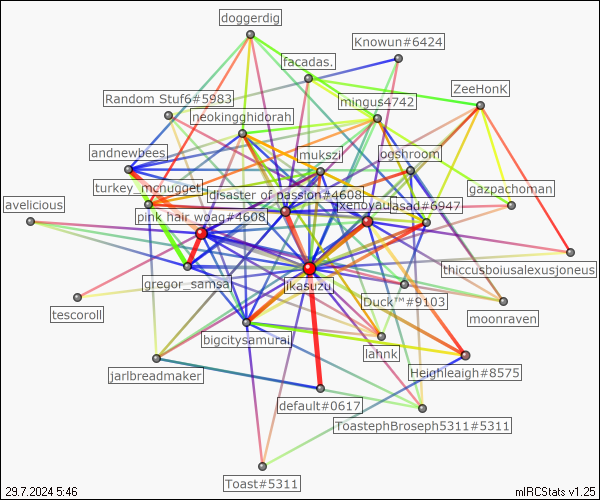 doggerdig
Knowun#6424
facadas.
ZeeHonK
Random Stuf6#5983
mingus4742
neokingghidorah
andnewbees
mukszi
ogshroom
turkey_mcnugget
disaster of passion#4608
gazpachoman
avelicious
xenoyau
asad#6947
pink hair woag#4608
thiccusboiusalexusjoneus
gregor_samsa
ikasuzu
Duck™#9103
tescoroll
moonraven
bigcitysamurai
lahnk
Heighleaigh#8575
jarlbreadmaker
default#0617
ToastephBroseph5311#5311
Toast#5311
29.7.2024 5:46
mIRCStats v1.25